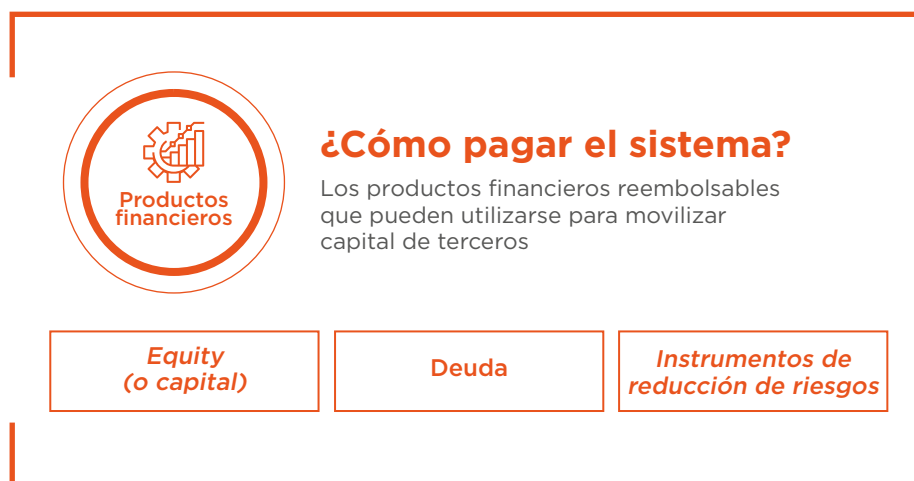 Productos
financieros
¿Cómo pagar el sistema?
Los productos financieros reembolsables
que pueden utilizarse para movilizar
capital de terceros
Equity
(o capital)
Deuda
Instrumentos de
reducción de riesgos